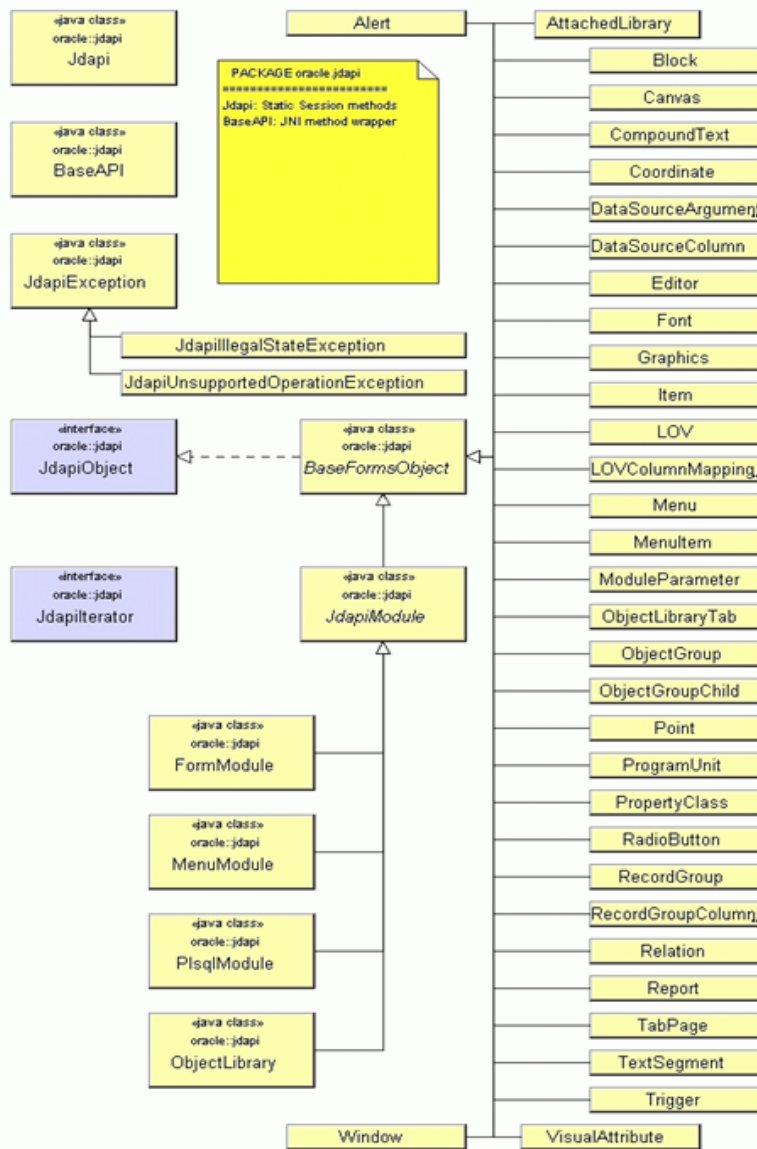 «java class»
oracle::jdapi
Jdapi
«java class»
oracle::jdapi
BaseAPI
«java class»
oracle::jdapi
JdapiException
JdapiIllegalStateException
JdapiUnsupportedOperationException
PACKAGE oracle.jdapi
========================
Jdapi: Static Session methods
BaseAPI: JNI method wrapper
«interface»
oracle::jdapi
JdapiObject
«java class»
oracle::jdapi
BaseFormsObject
«interface»
oracle::jdapi
JdapiIterator
«java class»
oracle::jdapi
JdapiModule
«java class»
oracle::jdapi
FormModule
«java class»
oracle::jdapi
MenuModule
«java class»
oracle::jdapi
PlsqlModule
«java class»
oracle::jdapi
ObjectLibrary
Alert
AttachedLibrary
Block
Canvas
CompoundText
Coordinate
DataSourceArgument
DataSourceColumn
Editor
Font
Graphics
Item
LOV
LOVColumnMapping
Menu
MenuItem
ModuleParameter
ObjectLibraryTab
ObjectGroup
ObjectGroupChild
Point
ProgramUnit
PropertyClass
RadioButton
RecordGroup
RecordGroupColumn
Relation
Report
TabPage
TextSegment
Trigger
Window
VisualAttribute